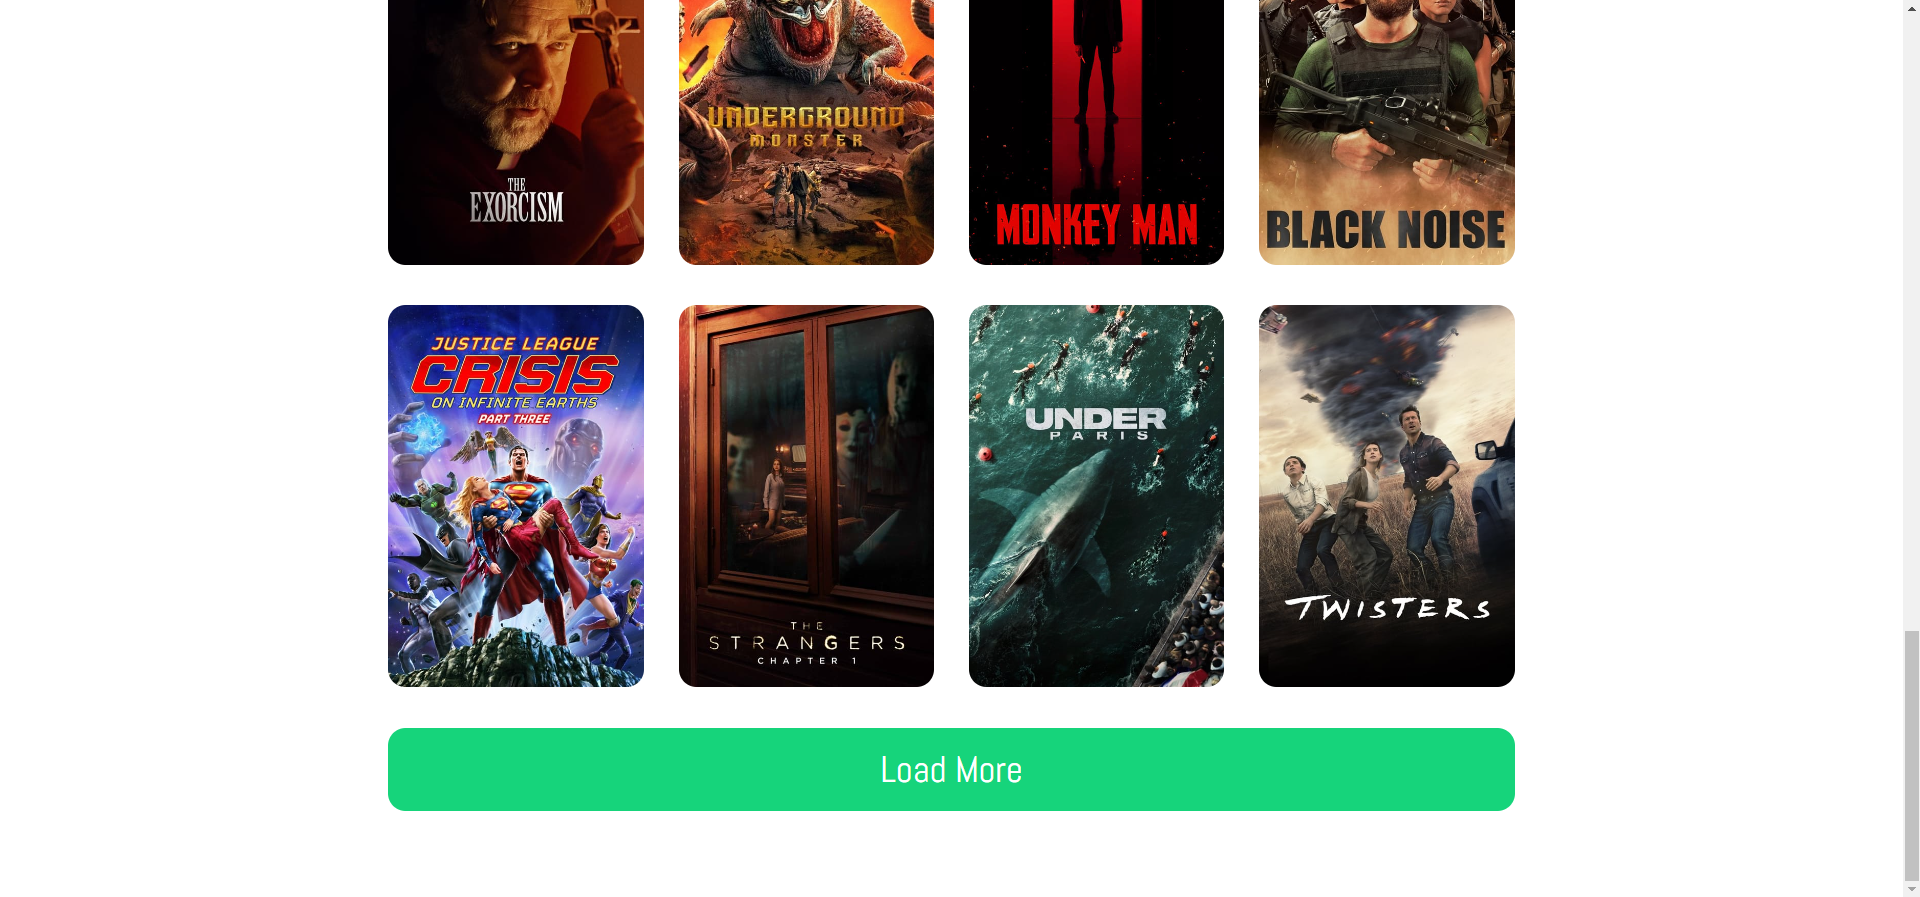 THE
EXORCISM
UNDERGROUND
MONSTER
MONKEY MAN
BLACK NOISE
JUSTICE LEAGUE
CRISIS
ON INFINITE EARTHS
PART THREE
THE
STRANGERS
CHAPTER 1
UNDER
PARIS
TWISTERS
Load More